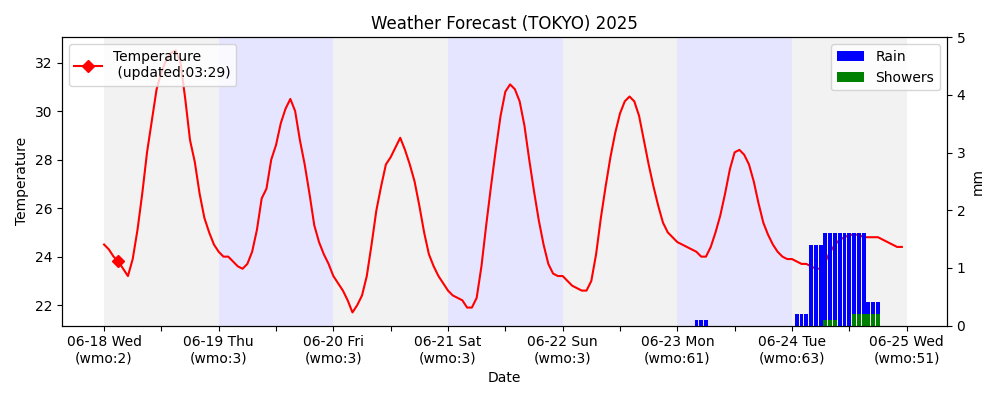 Weather Forecast (TOKYO) 2025
Temperature
(updated:03:29)
Rain
Showers
Temperature
32
30
28
26
24
22
5
4
3
2
1
0
mm
06-18 Wed
(wmo:2)
06-19 Thu
(wmo:3)
06-20 Fri
(wmo:3)
06-21 Sat
(wmo:3)
06-22 Sun
(wmo:3)
06-23 Mon
(wmo:61)
06-24 Tue
(wmo:63)
06-25 Wed
(wmo:51)
Date